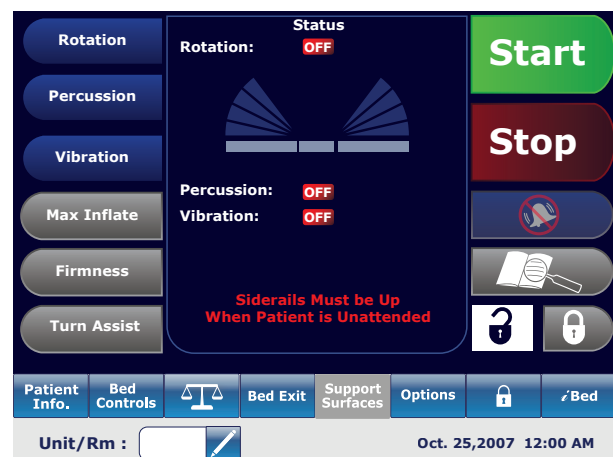 Rotation
Percussion
Vibration
Max Inflate
Firmness
Turn Assist
Status
Rotation: OFF
Percussion: OFF
Vibration: OFF
Siderails Must be Up
When Patient is Unattended
Start
Stop
Patient
Info.
Bed
Controls
Bed Exit
Support
Surfaces
Options
iBed
Unit/Rm :
Oct. 25,2007 12:00 AM